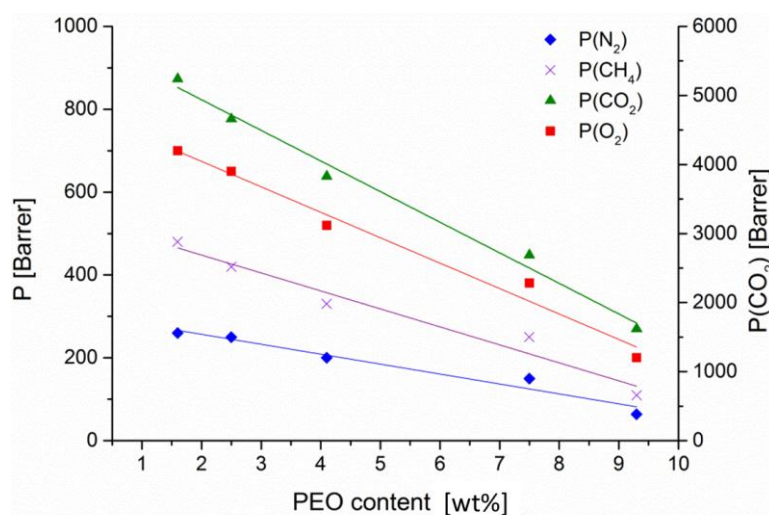 1000
800
600
400
200
0
P [Barrer]
6000
5000
4000
3000
2000
1000
0
P(CO₂) [Barrer]
P(N₂)
P(CH₄)
P(CO₂)
P(O₂)
1 2 3 4 5 6 7 8 9 10
PEO content [wt%]